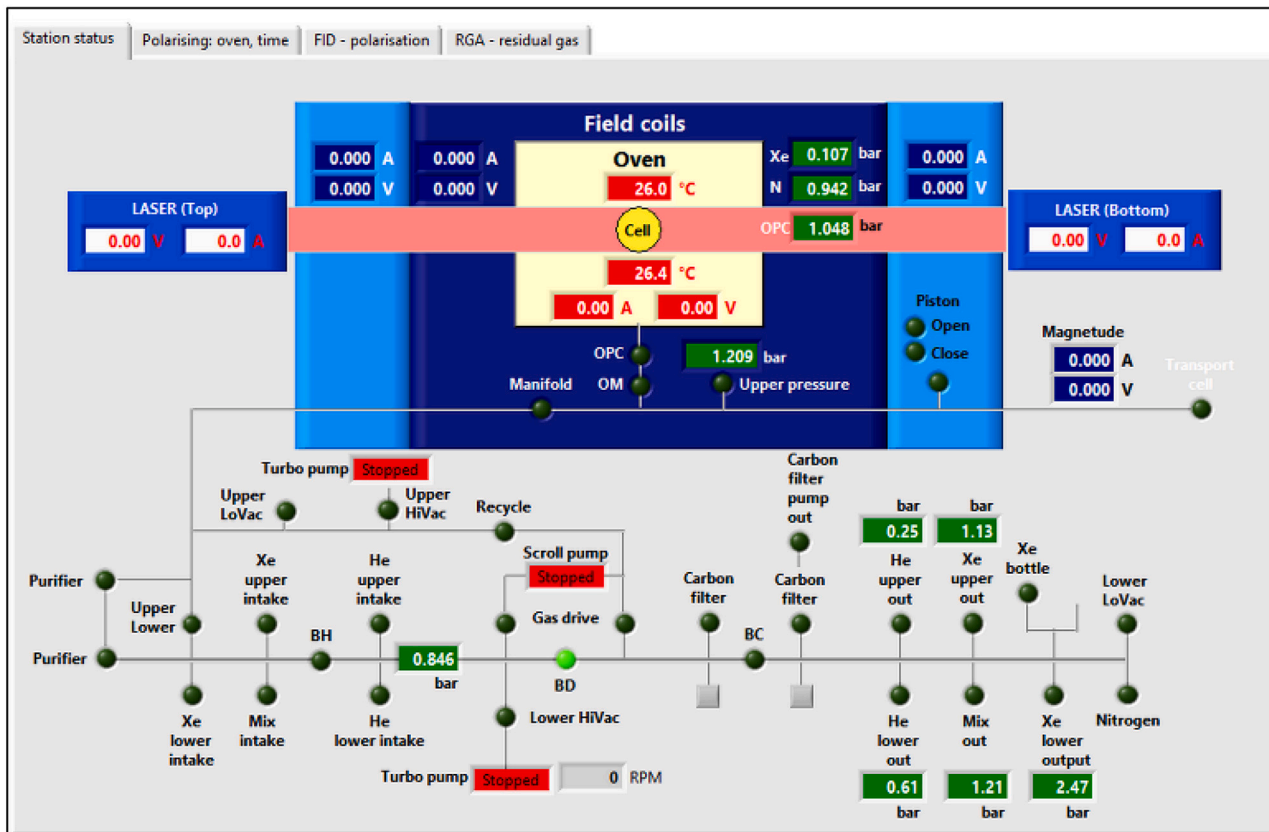 Station status
Polarising: oven, time
FID - polarisation
RGA - residual gas
Field coils
0.000 A
0.000 V
0.000 A
0.000 V
Oven
26.0 °C
Xe 0.107 bar
N 0.942 bar
0.000 A
0.000 V
LASER (Top)
0.00 V 0.0 A
Cell
OPC 1.048 bar
LASER (Bottom)
0.00 V 0.0 A
26.4 °C
0.00 A 0.00 V
Piston
Open
Close
OPC
1.209 bar
Manifold
OM
Upper pressure
Magnetude
0.000 A
0.000 V
Transport
cell
Turbo pump Stopped
Upper
LoVac
Upper
HiVac
Recycle
Carbon
filter
pump
out
bar
0.25
bar
1.13
Scroll pump
Stopped
Purifier
Upper
Lower
Xe
upper
intake
He
upper
intake
Gas drive
Carbon
filter
Carbon
filter
He
upper
out
Xe
upper
out
Xe
bottle
Lower
LoVac
Purifier
BH
0.846
bar
BD
BC
Xe
lower
intake
Mix
intake
He
lower intake
Lower HiVac
He
lower
out
Mix
out
Xe
lower
output
Nitrogen
Turbo pump Stopped 0 RPM
0.61
bar
1.21
bar
2.47
bar